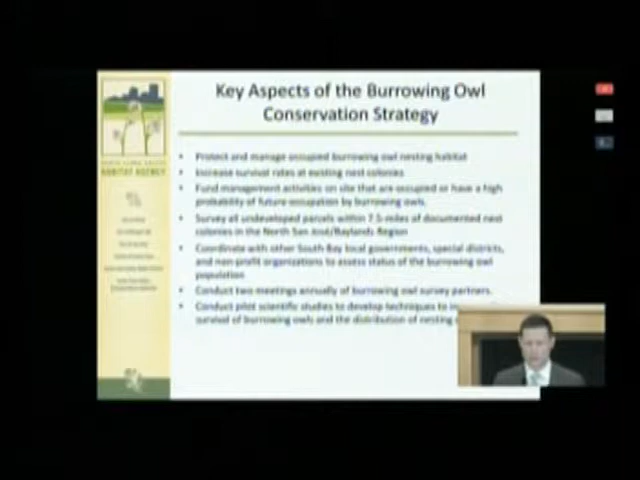 Key Aspects of the Burrowing Owl
Conservation Strategy
HABITAT AGENCY
• Protect and manage occupied burrowing owl nesting habitat
• Increase survival rates at existing nest colonies
• Fund management activities on site that are occupied or have a high
probability of future occupation by burrowing owls.
• Survey all undeveloped parcels within 7.5-miles of documented nest
colonies in the North San José/Baylands Region
• Coordinate with other South Bay local governments, special districts,
and non-profit organizations to assess status of the burrowing owl
population
• Conduct two meetings annually of burrowing owl survey partners.
• Conduct pilot scientific studies to develop techniques to
survival of burrowing owls and the distribution of nesting